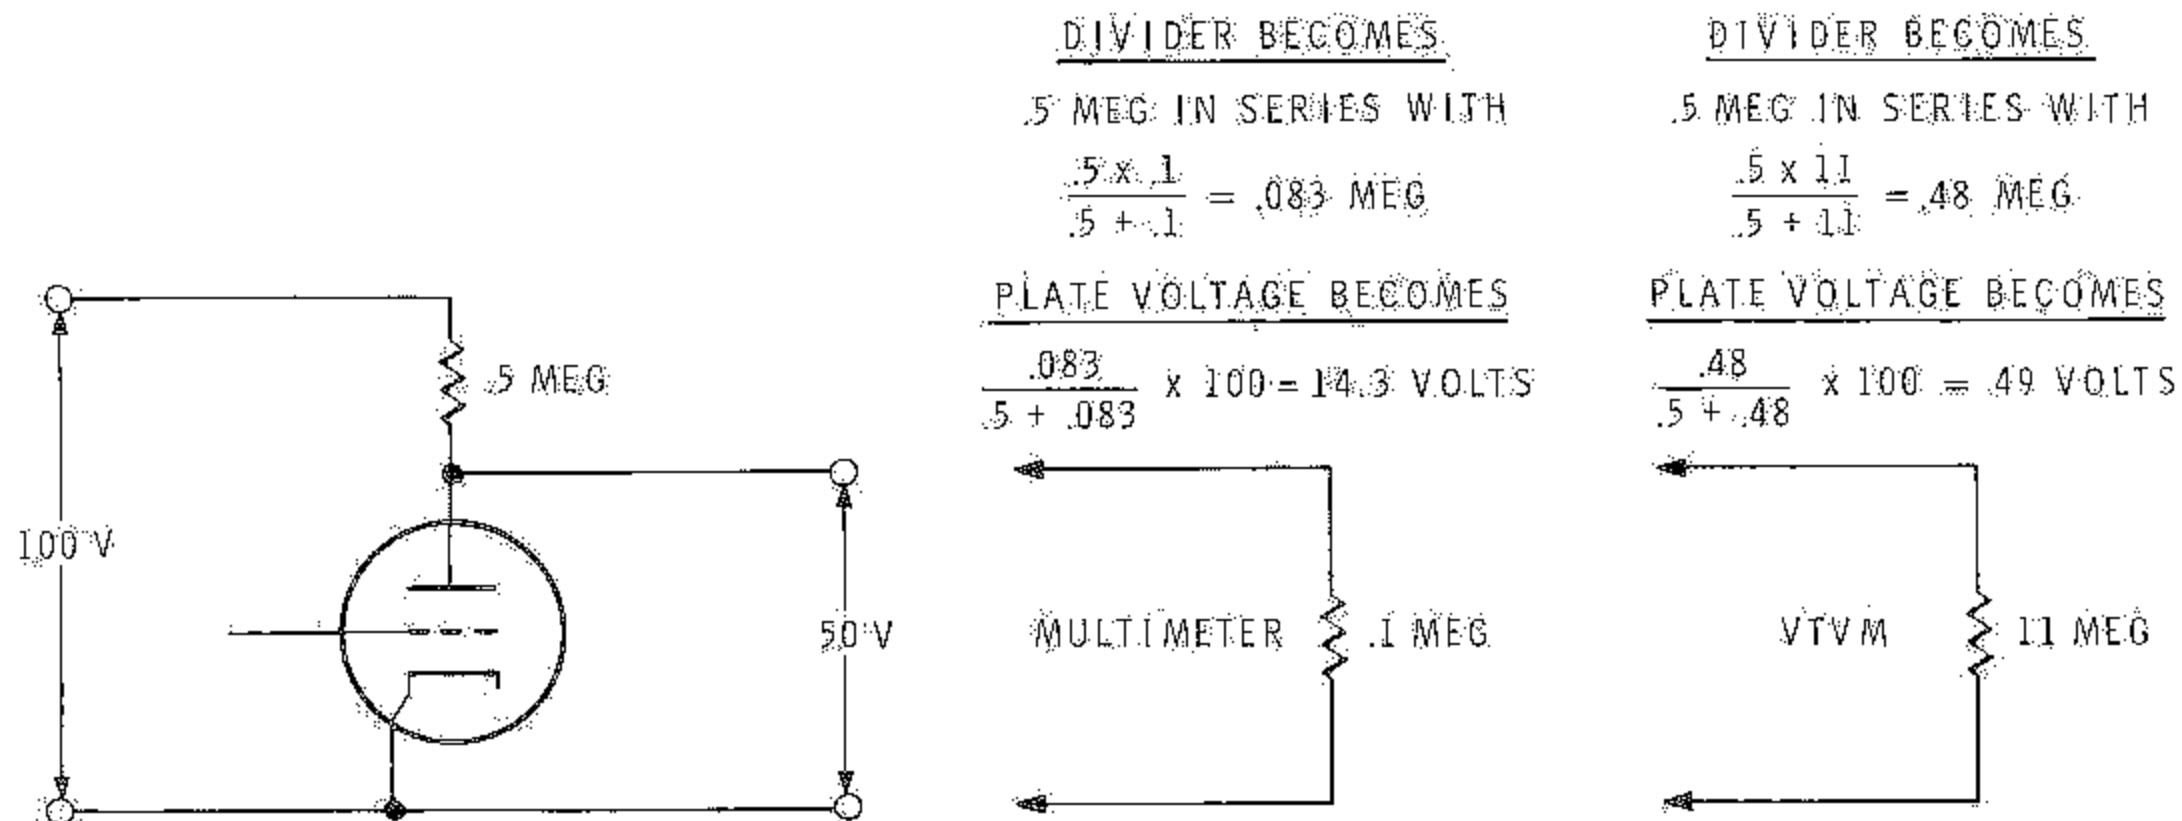 100 V
.5 MEG
50 V
DIVIDER BECOMES
.5 MEG IN SERIES WITH
.5 x .1
.5 + .1
= .083 MEG
PLATE VOLTAGE BECOMES
.083
.5 + .083
x 100 = 14.3 VOLTS
MULTIMETER
.1 MEG
DIVIDER BECOMES
.5 MEG IN SERIES WITH
.5 x 11
.5 + 11
= .48 MEG
PLATE VOLTAGE BECOMES
.48
.5 + .48
x 100 = .49 VOLTS
VTVM
11 MEG